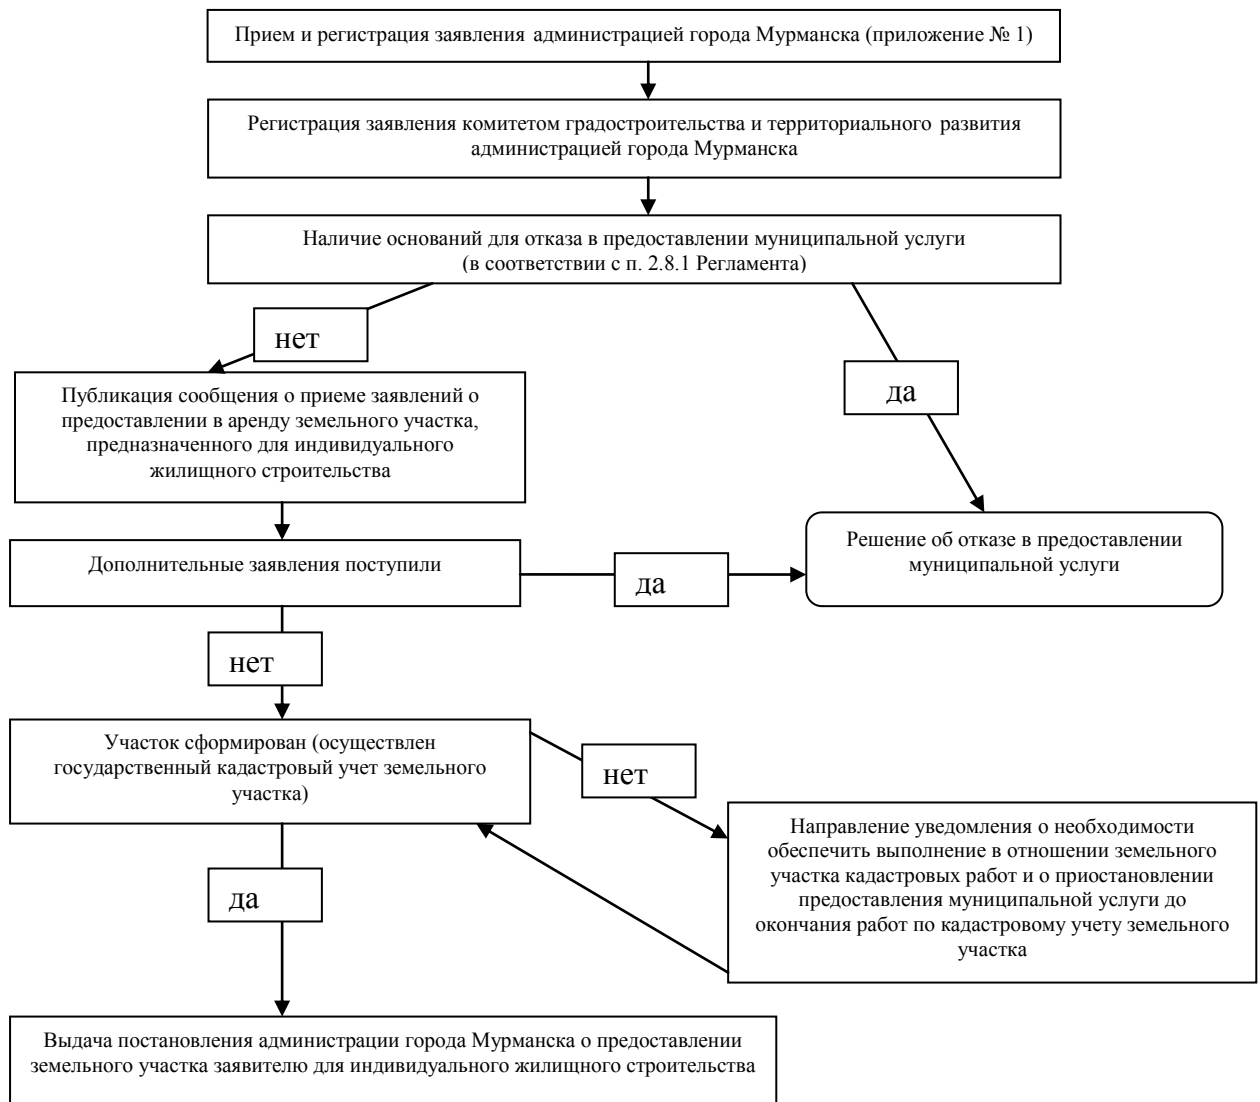 Прием и регистрация заявления администрацией города Мурманска (приложение № 1)
Регистрация заявления комитетом градостроительства и территориального развития
администрацией города Мурманска
Наличие оснований для отказа в предоставлении муниципальной услуги
(в соответствии с п. 2.8.1 Регламента)
нет
да
Публикация сообщения о приеме заявлений о
предоставлении в аренду земельного участка,
предназначенного для индивидуального
жилищного строительства
Решение об отказе в предоставлении
муниципальной услуги
Дополнительные заявления поступили
да
нет
Участок сформирован (осуществлен
государственный кадастровый учет земельного
участка)
нет
Направление уведомления о необходимости
обеспечить выполнение в отношении земельного
участка кадастровых работ и о приостановлении
предоставления муниципальной услуги до
окончания работ по кадастровому учету земельного
участка
да
Выдача постановления администрации города Мурманска о предоставлении
земельного участка заявителю для индивидуального жилищного строительства